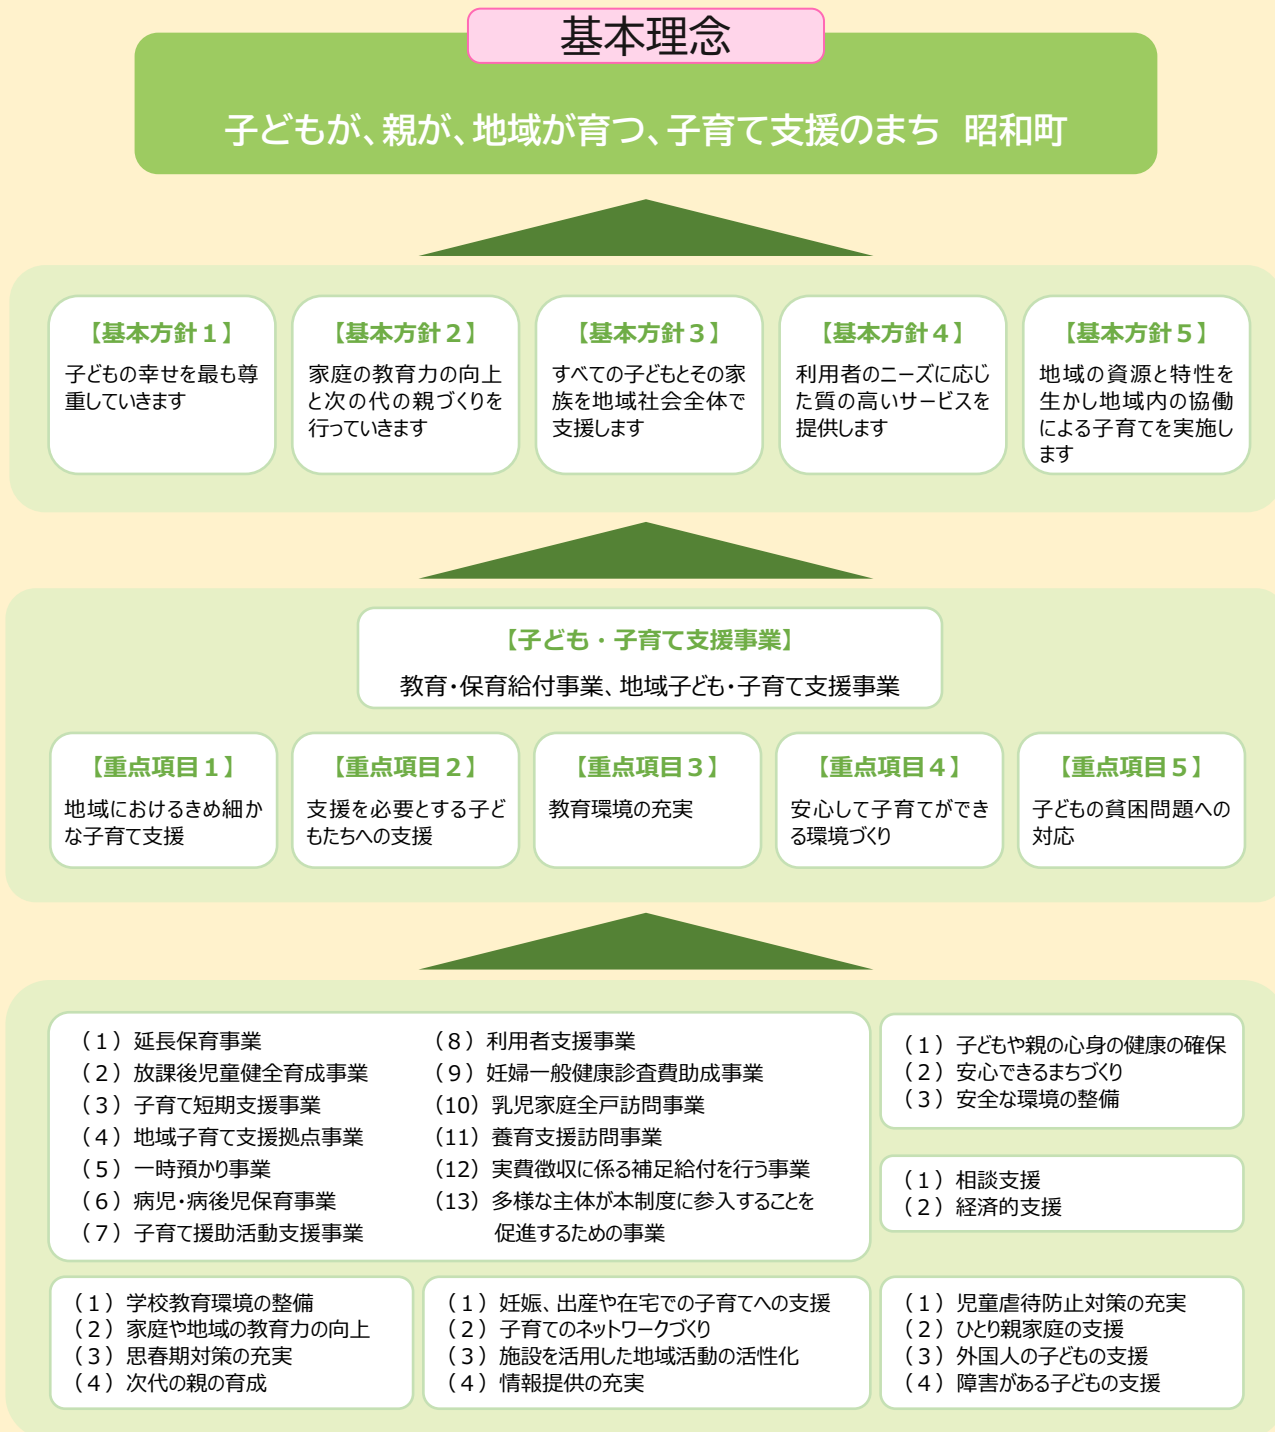 基本理念
子どもが、親が、地域が育つ、子育て支援のまち　昭和町
【基本方針１】
子どもの幸せを最も尊
重していきます
【基本方針２】
家庭の教育力の向上
と次の代の親づくりを
行っていきます
【基本方針３】
すべての子どもとその家
族を地域社会全体で
支援します
【基本方針４】
利用者のニーズに応じ
た質の高いサービスを
提供します
【基本方針５】
地域の資源と特性を
生かし地域内の協働
による子育てを実施し
ます
【子ども・子育て支援事業】
教育・保育給付事業、地域子ども・子育て支援事業
【重点項目１】
地域におけるきめ細か
な子育て支援
【重点項目２】
支援を必要とする子ど
もたちへの支援
【重点項目３】
教育環境の充実
【重点項目４】
安心して子育てができ
る環境づくり
【重点項目５】
子どもの貧困問題への
対応
（１）延長保育事業
（２）放課後児童健全育成事業
（３）子育て短期支援事業
（４）地域子育て支援拠点事業
（５）一時預かり事業
（６）病児・病後児保育事業
（７）子育て援助活動支援事業
（８）利用者支援事業
（９）妊婦一般健康診査費助成事業
（10）乳児家庭全戸訪問事業
（11）養育支援訪問事業
（12）実費徴収に係る補足給付を行う事業
（13）多様な主体が本制度に参入することを
促進するための事業
（１）子どもや親の心身の健康の確保
（２）安心できるまちづくり
（３）安全な環境の整備
（１）相談支援
（２）経済的支援
（１）学校教育環境の整備
（２）家庭や地域の教育力の向上
（３）思春期対策の充実
（４）次代の親の育成
（１）妊娠、出産や在宅での子育てへの支援
（２）子育てのネットワークづくり
（３）施設を活用した地域活動の活性化
（４）情報提供の充実
（１）児童虐待防止対策の充実
（２）ひとり親家庭の支援
（３）外国人の子どもの支援
（４）障害がある子どもの支援